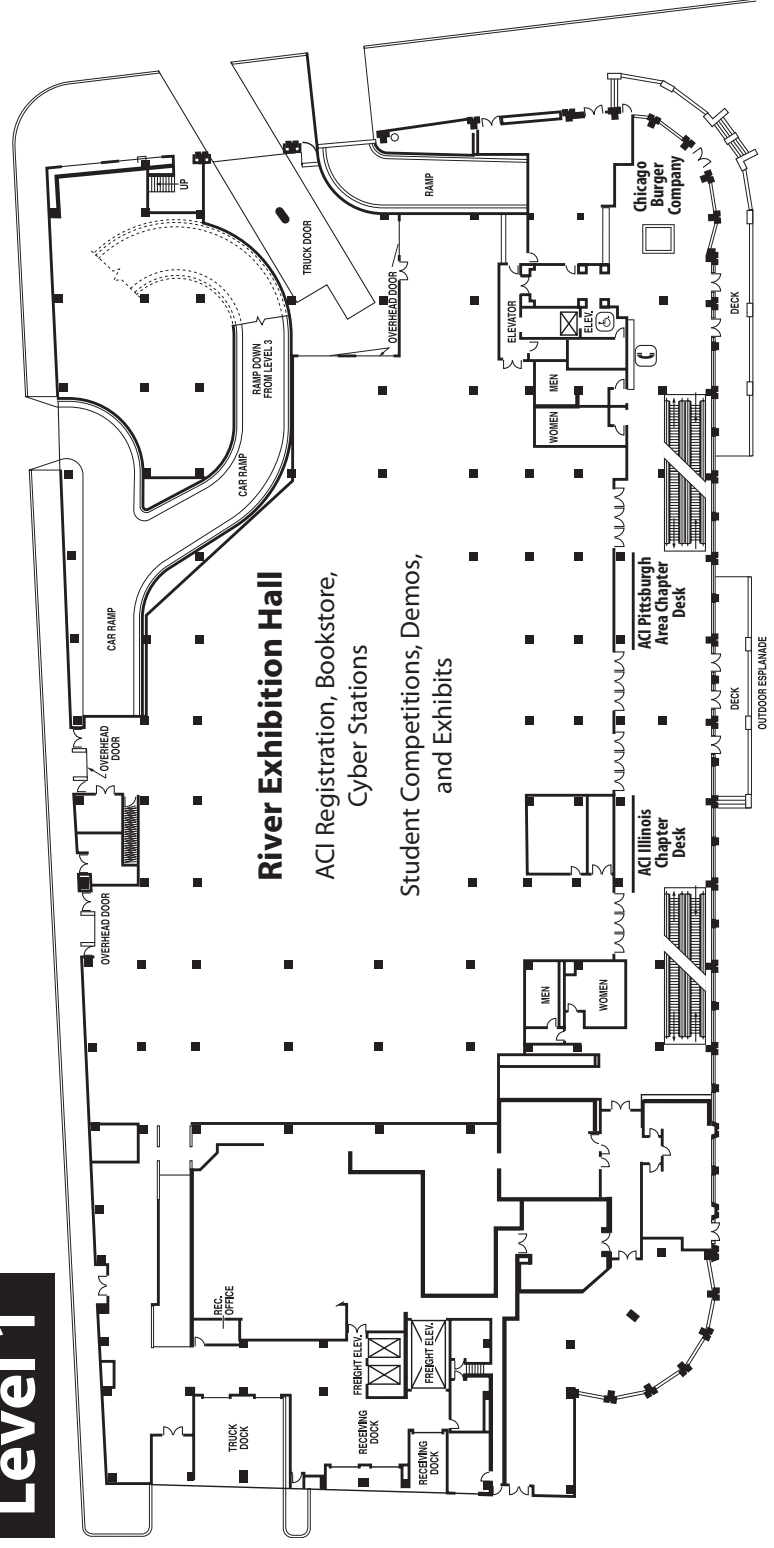 Level 1
River Exhibition Hall
ACI Registration, Bookstore,
Cyber Stations
Student Competitions, Demos,
and Exhibits
UP
TRUCK DOOR
RAMP
OVERHEAD DOOR
RAMP DOWN
FROM LEVEL 3
CAR RAMP
CAR RAMP
OVERHEAD
DOOR
OVERHEAD DOOR
ELEVATOR
ELEV.
MEN
WOMEN
Chicago
Burger
Company
DECK
ACI Pittsburgh
Area Chapter
Desk
DECK
OUTDOOR ESPLANADE
ACI Illinois
Chapter
Desk
MEN
WOMEN
REC.
OFFICE
FREIGHT ELEV.
FREIGHT ELEV.
TRUCK
DOCK
RECEIVING
DOCK
RECEIVING
DOCK